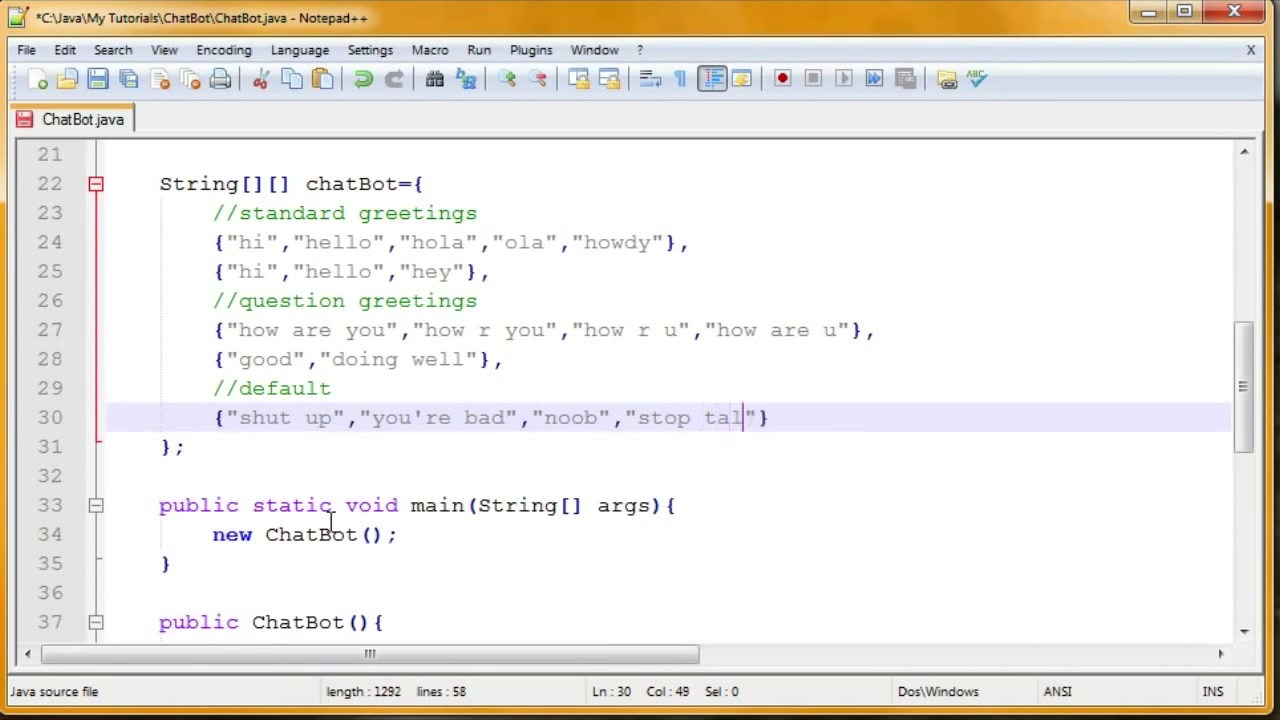 *C:\Java\My Tutorials\ChatBot\ChatBot.java - Notepad++
File Edit Search View Encoding Language Settings Macro Run Plugins Window ? X
ABC
ChatBot.java
21
22 String[][] chatBot={
23 //standard greetings
24 {"hi","hello","hola","ola","howdy"},
25 {"hi","hello","hey"},
26 //question greetings
27 {"how are you","how r you","how r u","how are u"},
28 {"good","doing well"},
29 //default
30 {"shut up","you're bad","noob","stop tal"}
31 };
32
33 public static void main(String[] args){
34 new ChatBot();
35 }
36
37 public ChatBot(){
Java source file length : 1292 lines : 58 Ln : 30 Col : 49 Sel : 0 Dos\Windows ANSI INS